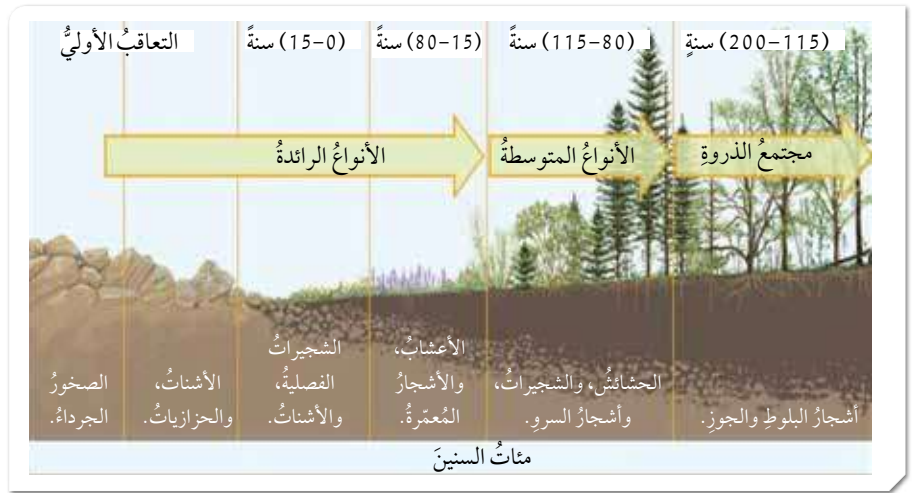 التعاقبُ الأوليُّ
(0–15) سنةً
(15–80) سنةً
(80–115) سنةً
(115–200) سنةٍ
الأنواعُ الرائدةُ
الأنواعُ المتوسطةُ
مجتمعُ الذروةِ
الصخورُ
الجرداءُ.
الأشناتُ،
والحزازياتُ.
الشجيراتُ
الفصليةُ،
والأشناتُ.
الأعشابُ،
والأشجارُ
المُعمّرةُ.
الحشائشُ، والشجيراتُ،
وأشجارُ السروِ.
أشجارُ البلوطِ والجوزِ.
مئاتُ السنينَ